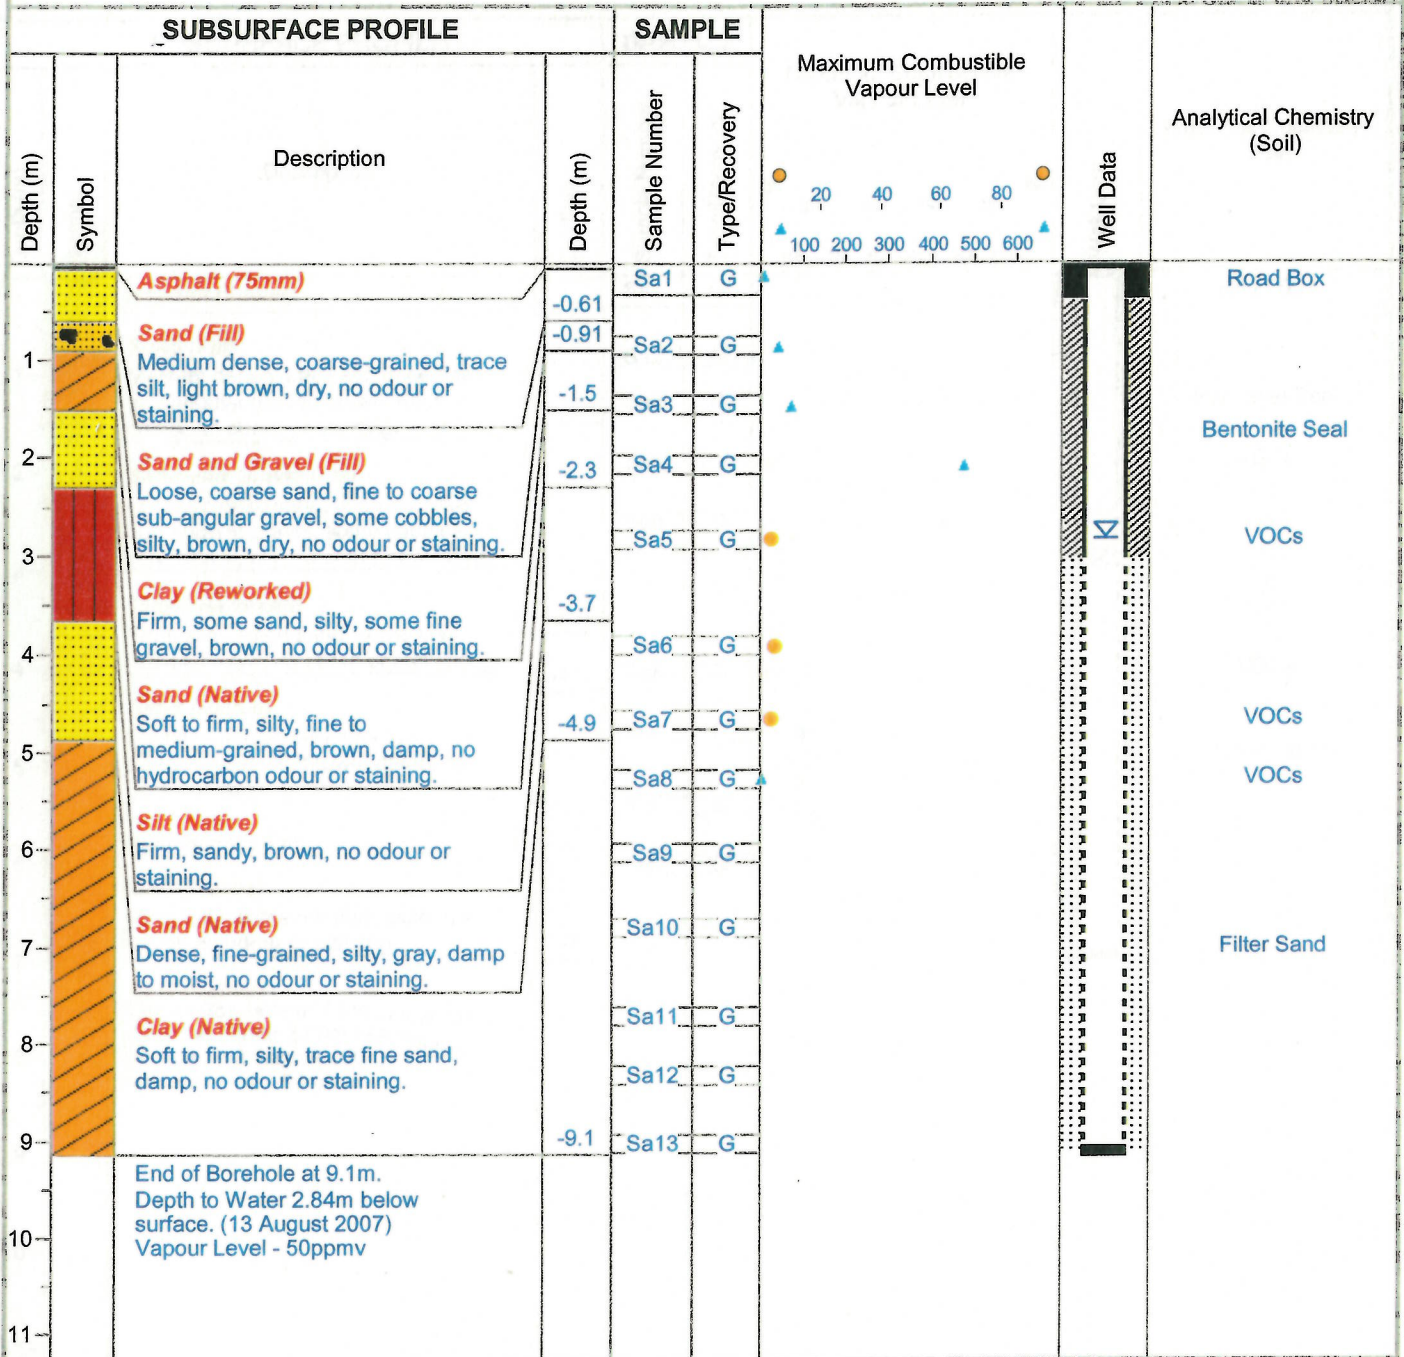 SUBSURFACE PROFILE
SAMPLE
Depth (m)
Symbol
Description
Depth (m)
Sample Number
Type/Recovery
Maximum Combustible
Vapour Level
20 40 60 80
100 200 300 400 500 600
Well Data
Analytical Chemistry
(Soil)
1
2
3
4
5
6
7
8
9
10
11
Asphalt (75mm)
Sand (Fill)
Medium dense, coarse-grained, trace
silt, light brown, dry, no odour or
staining.
Sand and Gravel (Fill)
Loose, coarse sand, fine to coarse
sub-angular gravel, some cobbles,
silty, brown, dry, no odour or staining.
Clay (Reworked)
Firm, some sand, silty, some fine
gravel, brown, no odour or staining.
Sand (Native)
Soft to firm, silty, fine to
medium-grained, brown, damp, no
hydrocarbon odour or staining.
Silt (Native)
Firm, sandy, brown, no odour or
staining.
Sand (Native)
Dense, fine-grained, silty, gray, damp
to moist, no odour or staining.
Clay (Native)
Soft to firm, silty, trace fine sand,
damp, no odour or staining.
End of Borehole at 9.1m.
Depth to Water 2.84m below
surface. (13 August 2007)
Vapour Level - 50ppmv
-0.61
-0.91
-1.5
-2.3
-3.7
-4.9
-9.1
Sa1 G
Sa2 G
Sa3 G
Sa4 G
Sa5 G
Sa6 G
Sa7 G
Sa8 G
Sa9 G
Sa10 G
Sa11 G
Sa12 G
Sa13 G
Road Box
Bentonite Seal
VOCs
VOCs
VOCs
Filter Sand